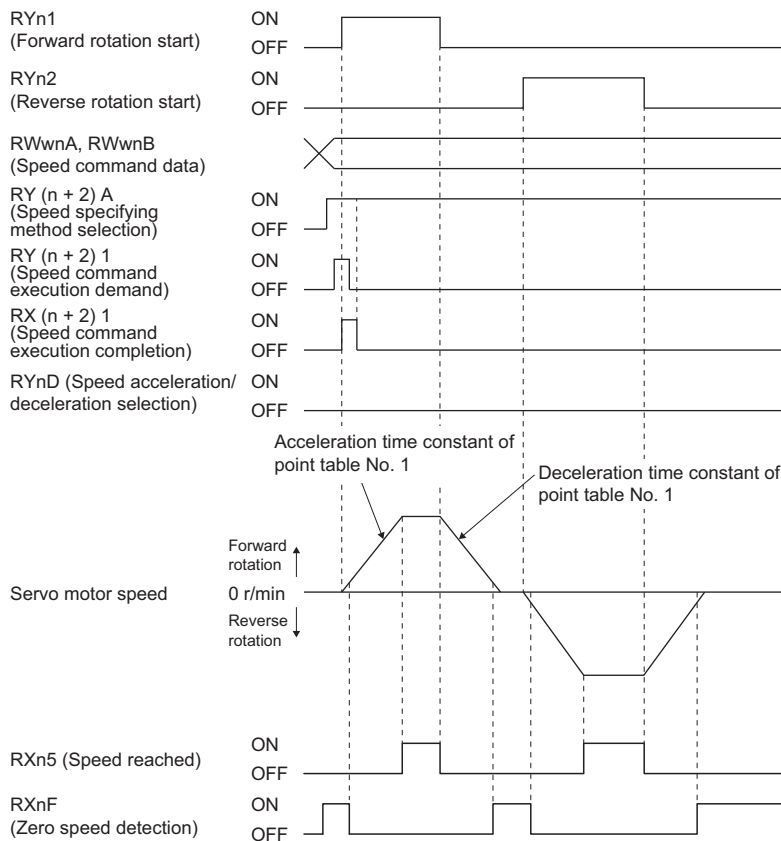 RYn1
(Forward rotation start)
ON
OFF
RYn2
(Reverse rotation start)
ON
OFF
RWwnA, RWwnB
(Speed command data)
RY (n + 2) A
(Speed specifying
method selection)
ON
OFF
RY (n + 2) 1
(Speed command
execution demand)
ON
OFF
RX (n + 2) 1
(Speed command
execution completion)
ON
OFF
RYnD (Speed acceleration/
deceleration selection)
ON
OFF
Acceleration time constant of
point table No. 1
Deceleration time constant of
point table No. 1
Forward
rotation
Servo motor speed
0 r/min
Reverse
rotation
RXn5 (Speed reached)
ON
OFF
RXnF
(Zero speed detection)
ON
OFF